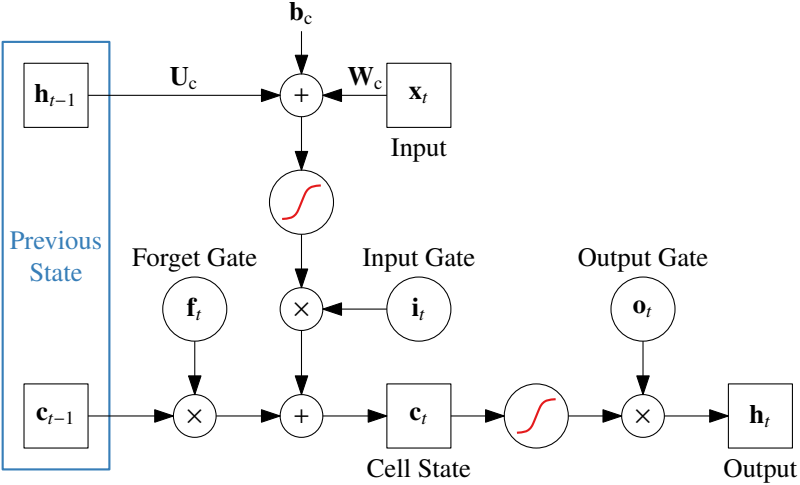 b_c
h_{t−1}
U_c
+
W_c
x_t
Input
Previous
State
Forget Gate
Input Gate
Output Gate
f_t
×
i_t
o_t
c_{t−1}
×
+
c_t
×
h_t
Cell State
Output